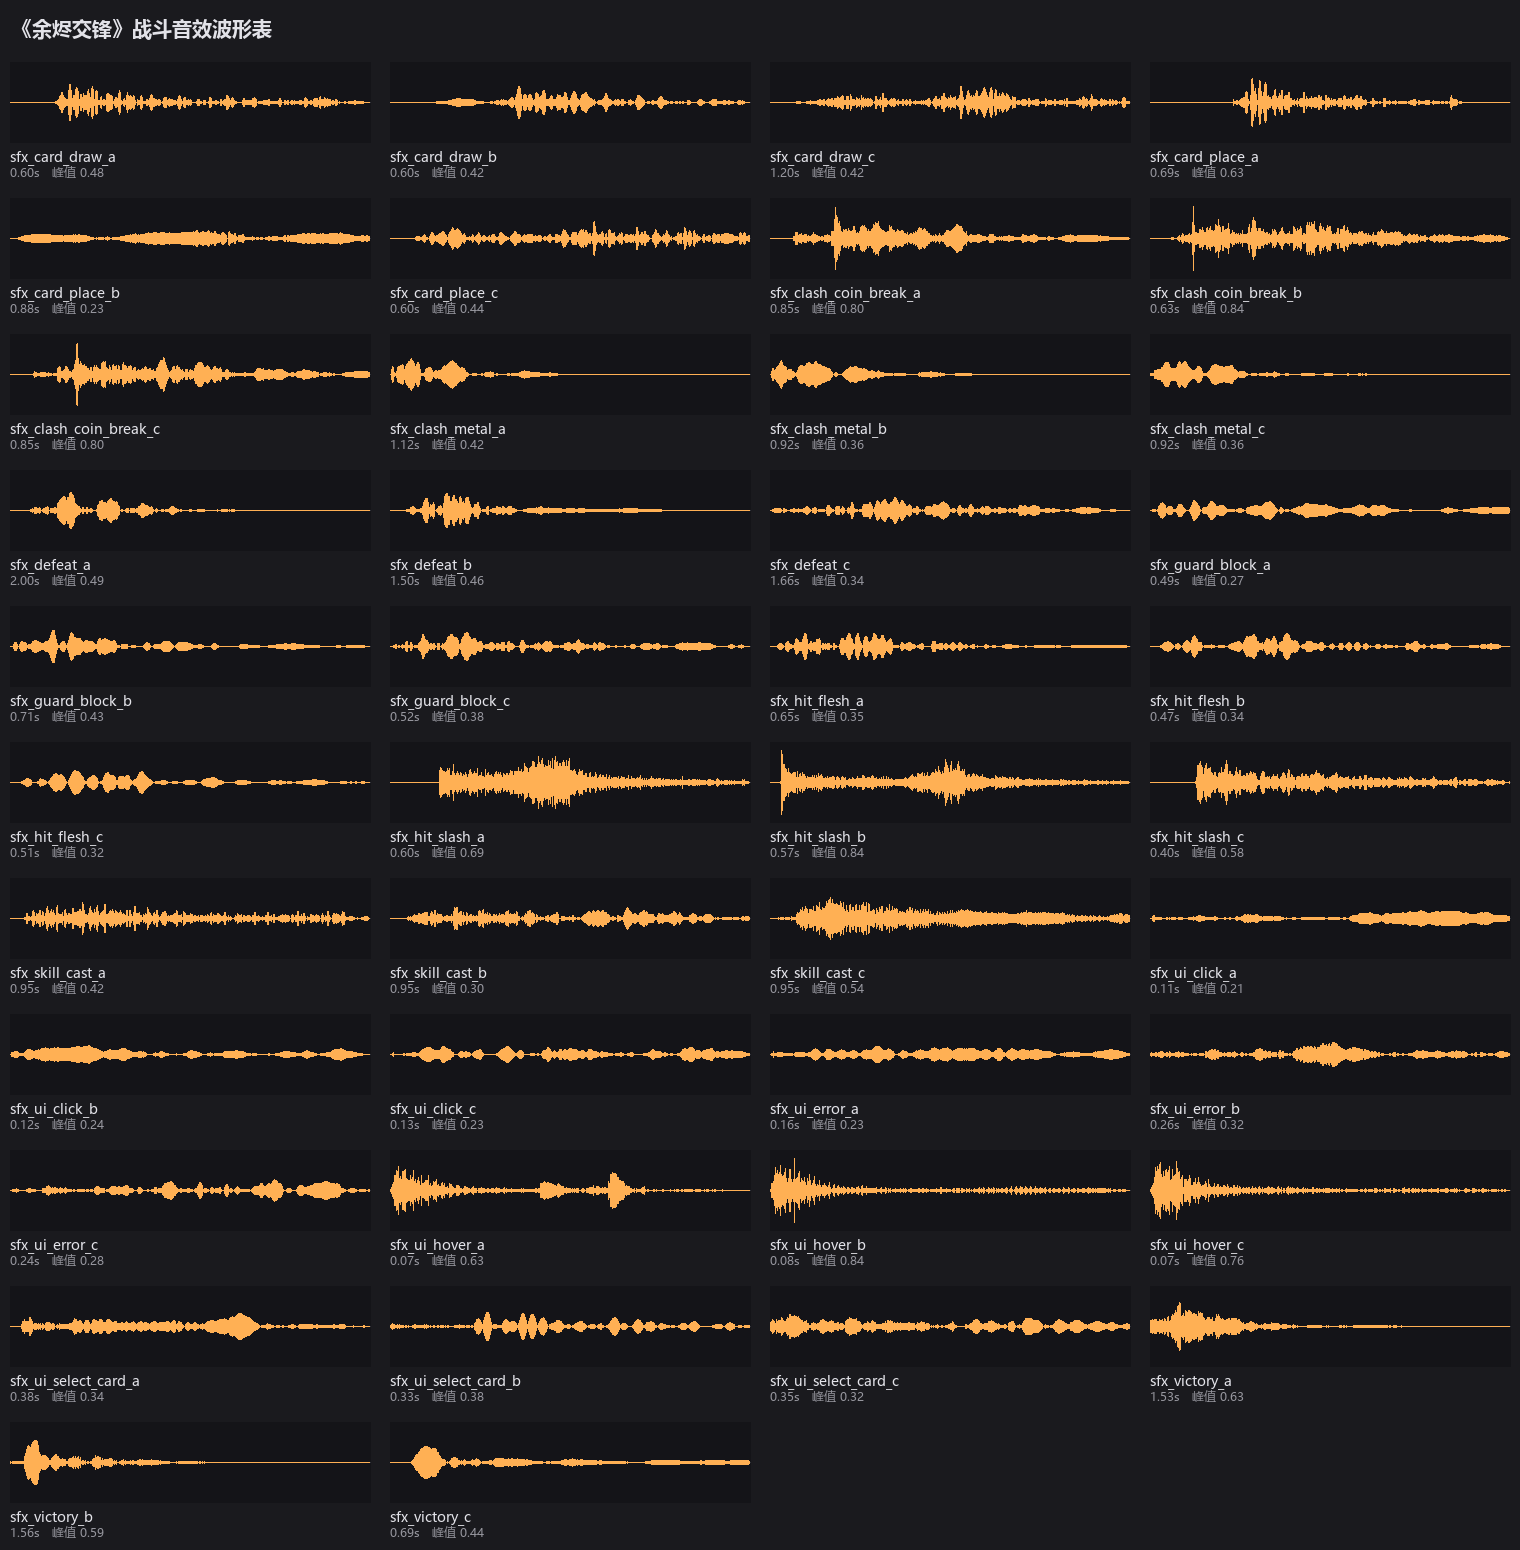 《余烬交锋》战斗音效波形表
sfx_card_draw_a
0.60s 峰值 0.48
sfx_card_draw_b
0.60s 峰值 0.42
sfx_card_draw_c
1.20s 峰值 0.42
sfx_card_place_a
0.69s 峰值 0.63
sfx_card_place_b
0.88s 峰值 0.23
sfx_card_place_c
0.60s 峰值 0.44
sfx_clash_coin_break_a
0.85s 峰值 0.80
sfx_clash_coin_break_b
0.63s 峰值 0.84
sfx_clash_coin_break_c
0.85s 峰值 0.80
sfx_clash_metal_a
1.12s 峰值 0.42
sfx_clash_metal_b
0.92s 峰值 0.36
sfx_clash_metal_c
0.92s 峰值 0.36
sfx_defeat_a
2.00s 峰值 0.49
sfx_defeat_b
1.50s 峰值 0.46
sfx_defeat_c
1.66s 峰值 0.34
sfx_guard_block_a
0.49s 峰值 0.27
sfx_guard_block_b
0.71s 峰值 0.43
sfx_guard_block_c
0.52s 峰值 0.38
sfx_hit_flesh_a
0.65s 峰值 0.35
sfx_hit_flesh_b
0.47s 峰值 0.34
sfx_hit_flesh_c
0.51s 峰值 0.32
sfx_hit_slash_a
0.60s 峰值 0.69
sfx_hit_slash_b
0.57s 峰值 0.84
sfx_hit_slash_c
0.40s 峰值 0.58
sfx_skill_cast_a
0.95s 峰值 0.42
sfx_skill_cast_b
0.95s 峰值 0.30
sfx_skill_cast_c
0.95s 峰值 0.54
sfx_ui_click_a
0.11s 峰值 0.21
sfx_ui_click_b
0.12s 峰值 0.24
sfx_ui_click_c
0.13s 峰值 0.23
sfx_ui_error_a
0.16s 峰值 0.23
sfx_ui_error_b
0.26s 峰值 0.32
sfx_ui_error_c
0.24s 峰值 0.28
sfx_ui_hover_a
0.07s 峰值 0.63
sfx_ui_hover_b
0.08s 峰值 0.84
sfx_ui_hover_c
0.07s 峰值 0.76
sfx_ui_select_card_a
0.38s 峰值 0.34
sfx_ui_select_card_b
0.33s 峰值 0.38
sfx_ui_select_card_c
0.35s 峰值 0.32
sfx_victory_a
1.53s 峰值 0.63
sfx_victory_b
1.56s 峰值 0.59
sfx_victory_c
0.69s 峰值 0.44